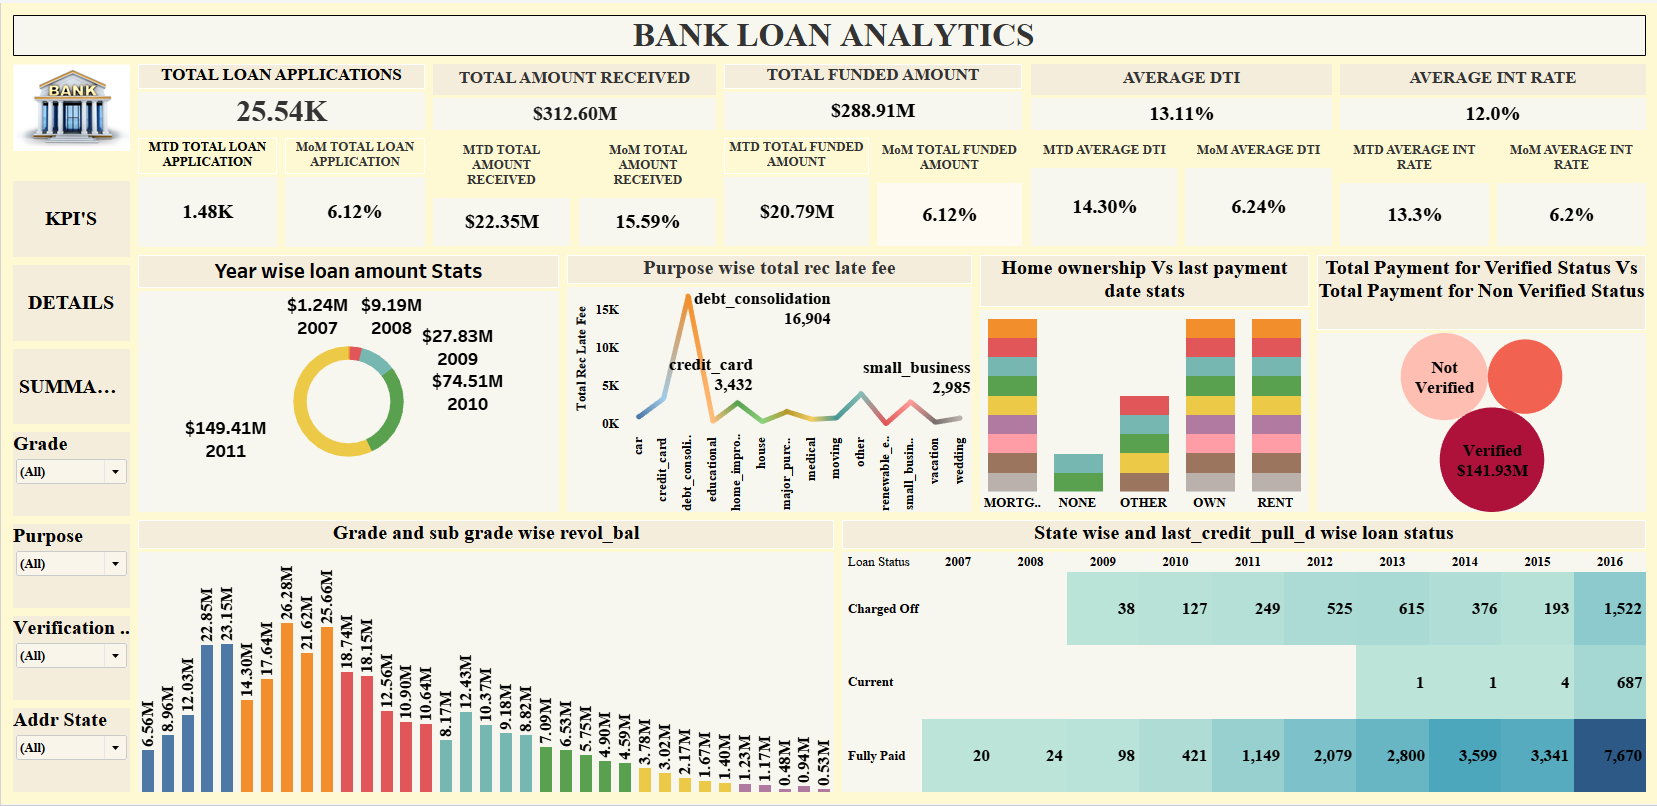 BANK LOAN ANALYTICS
BANK
TOTAL LOAN APPLICATIONS
25.54K
TOTAL AMOUNT RECEIVED
$312.60M
TOTAL FUNDED AMOUNT
$288.91M
AVERAGE DTI
13.11%
AVERAGE INT RATE
12.0%
MTD TOTAL LOAN
APPLICATION
1.48K
MoM TOTAL LOAN
APPLICATION
6.12%
MTD TOTAL
AMOUNT
RECEIVED
$22.35M
MoM TOTAL
AMOUNT
RECEIVED
15.59%
MTD TOTAL FUNDED
AMOUNT
$20.79M
MoM TOTAL FUNDED
AMOUNT
6.12%
MTD AVERAGE DTI
14.30%
MoM AVERAGE DTI
6.24%
MTD AVERAGE INT
RATE
13.3%
MoM AVERAGE INT
RATE
6.2%
KPI'S
DETAILS
SUMMA...
Grade
(All)
Purpose
(All)
Verification ..
(All)
Addr State
(All)
Year wise loan amount Stats
$1.24M
2007
$9.19M
2008
$27.83M
2009
$74.51M
2010
$149.41M
2011
Purpose wise total rec late fee
Total Rec Late Fee
15K
10K
5K
0K
debt_consolidation
16,904
credit_card
3,432
small_business
2,985
car
credit_card
debt_consoli..
educational
home_impro..
house
major_purc..
medical
moving
other
renewable_e..
small_busin..
vacation
wedding
Home ownership Vs last payment
date stats
MORTG..
NONE
OTHER
OWN
RENT
Total Payment for Verified Status Vs
Total Payment for Non Verified Status
Not
Verified
Verified
$141.93M
Grade and sub grade wise revol_bal
6.56M
8.96M
12.03M
22.85M
23.15M
14.30M
17.64M
26.28M
21.62M
25.66M
18.74M
18.15M
12.56M
10.90M
10.64M
8.17M
12.43M
10.37M
9.18M
8.82M
7.09M
6.53M
5.75M
4.90M
4.59M
3.78M
3.02M
2.17M
1.67M
1.40M
1.23M
1.17M
0.48M
0.94M
0.53M
State wise and last_credit_pull_d wise loan status
Loan Status 2007 2008 2009 2010 2011 2012 2013 2014 2015 2016
Charged Off 38 127 249 525 615 376 193 1,522
Current 1 1 4 687
Fully Paid 20 24 98 421 1,149 2,079 2,800 3,599 3,341 7,670